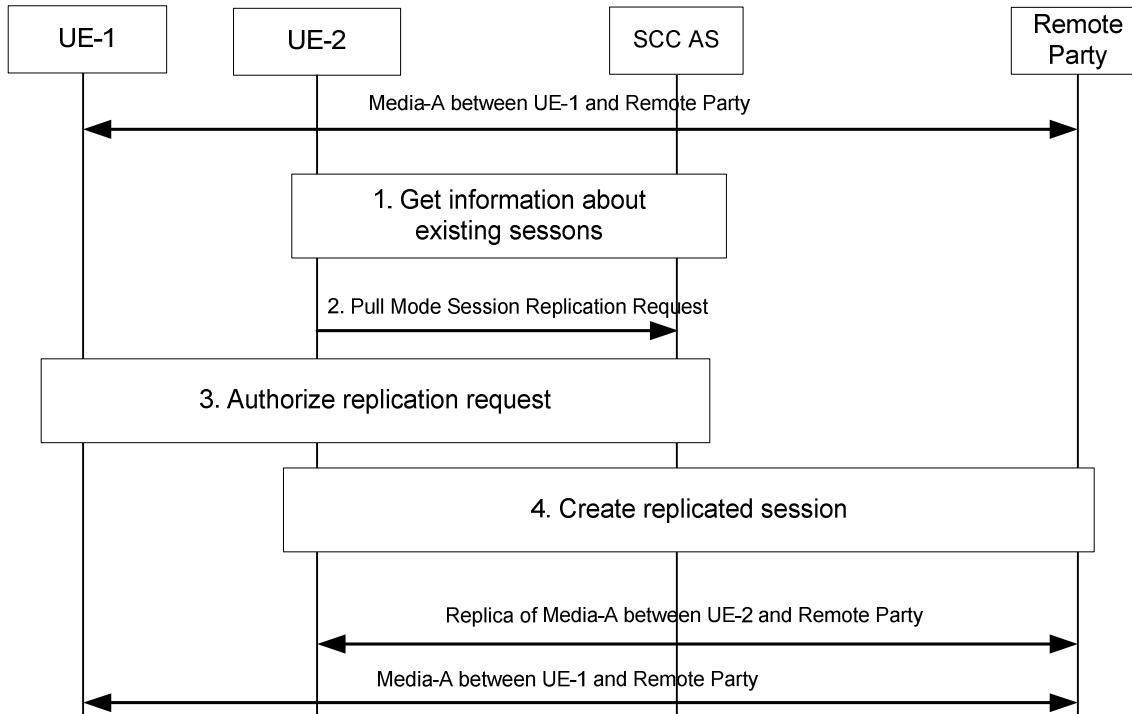 UE-1
UE-2
SCC AS
Remote
Party
Media-A between UE-1 and Remote Party
1. Get information about
existing sessons
2. Pull Mode Session Replication Request
3. Authorize replication request
4. Create replicated session
Replica of Media-A between UE-2 and Remote Party
Media-A between UE-1 and Remote Party